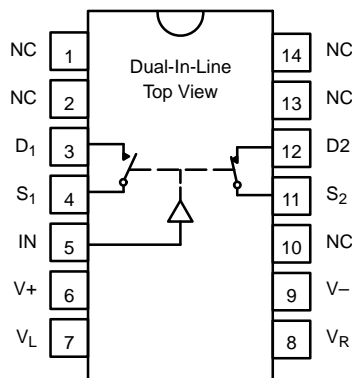 Dual-In-Line
Top View
NC 1
NC 2
D1 3
S1 4
IN 5
V+ 6
VL 7
14 NC
13 NC
12 D2
11 S2
10 NC
9 V–
8 VR